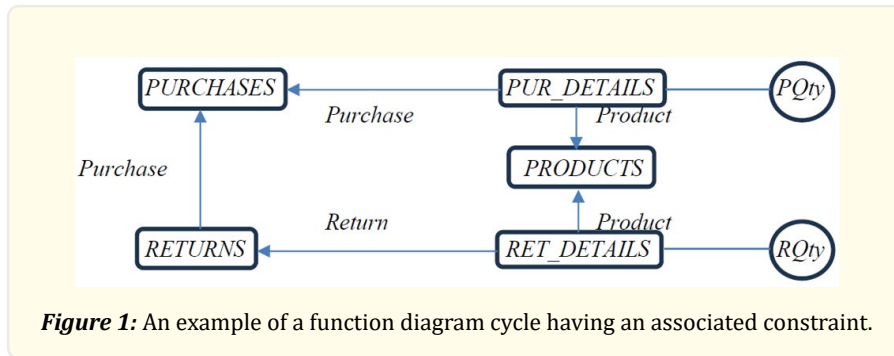 PURCHASES PUR_DETAILS PQty
Purchase Product
Purchase PRODUCTS
Return Product
RETURNS RET_DETAILS RQty
Figure 1: An example of a function diagram cycle having an associated constraint.